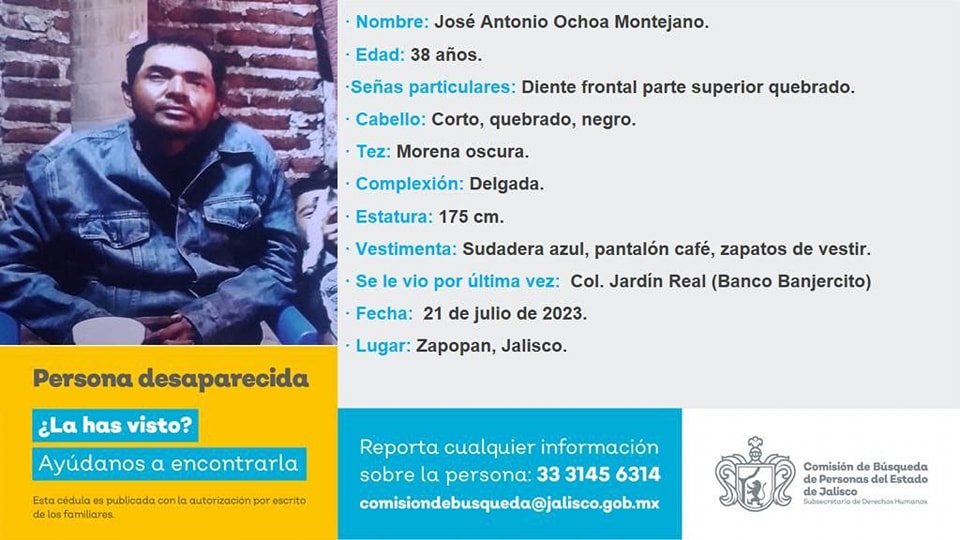 · Nombre: José Antonio Ochoa Montejano.
· Edad: 38 años.
·Señas particulares: Diente frontal parte superior quebrado.
· Cabello: Corto, quebrado, negro.
· Tez: Morena oscura.
· Complexión: Delgada.
· Estatura: 175 cm.
· Vestimenta: Sudadera azul, pantalón café, zapatos de vestir.
· Se le vio por última vez: Col. Jardín Real (Banco Banjercito)
· Fecha: 21 de julio de 2023.
· Lugar: Zapopan, Jalisco.
Persona desaparecida
¿La has visto?
Ayúdanos a encontrarla
Esta cédula es publicada con la autorización por escrito
de los familiares.
Reporta cualquier información
sobre la persona: 33 3145 6314
comisiondebusqueda@jalisco.gob.mx
Comisión de Búsqueda
de Personas del Estado
de Jalisco
Subsecretaría de Derechos Humanos